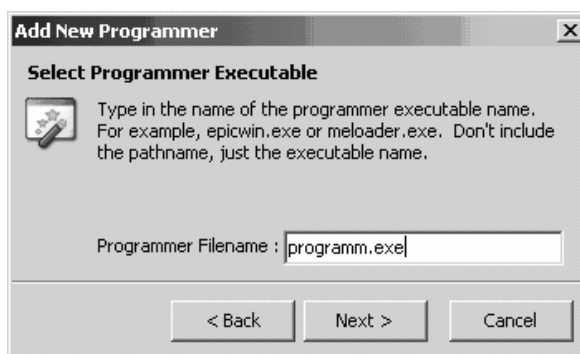 Add New Programmer
Select Programmer Executable
Type in the name of the programmer executable name.
For example, epicwin.exe or meloader.exe.  Don't include
the pathname, just the executable name.
Programmer Filename : programm.exe
< Back Next > Cancel